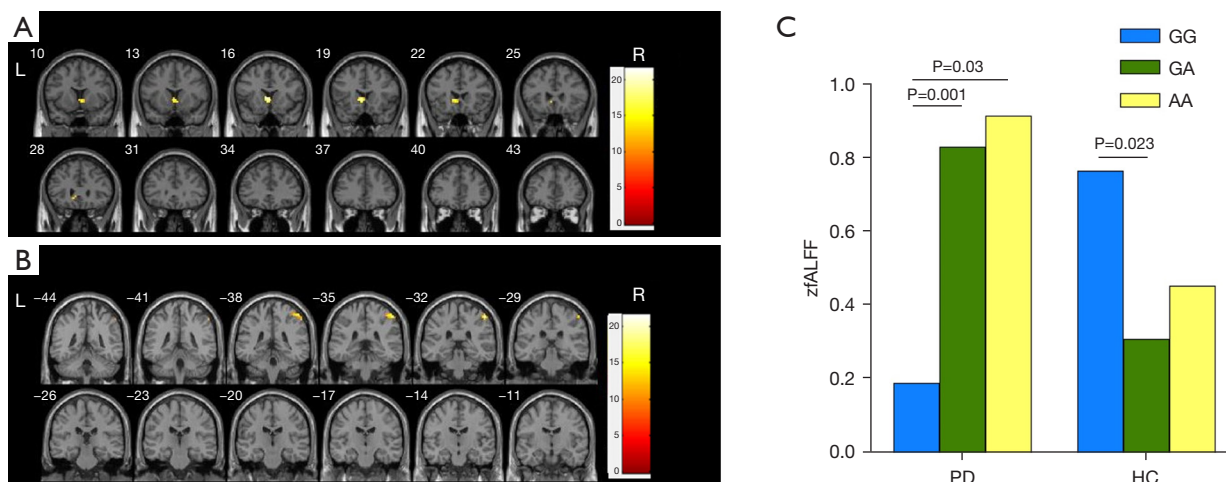 A
10 13 16 19 22 25
L
R
20
15
10
5
0
28 31 34 37 40 43
B
L
R
−44 −41 −38 −35 −32 −29
20
15
10
5
0
−26 −23 −20 −17 −14 −11
C
GG
GA
AA
P=0.03
P=0.001
P=0.023
zfALFF
1.0
0.8
0.6
0.4
0.2
0.0
PD HC